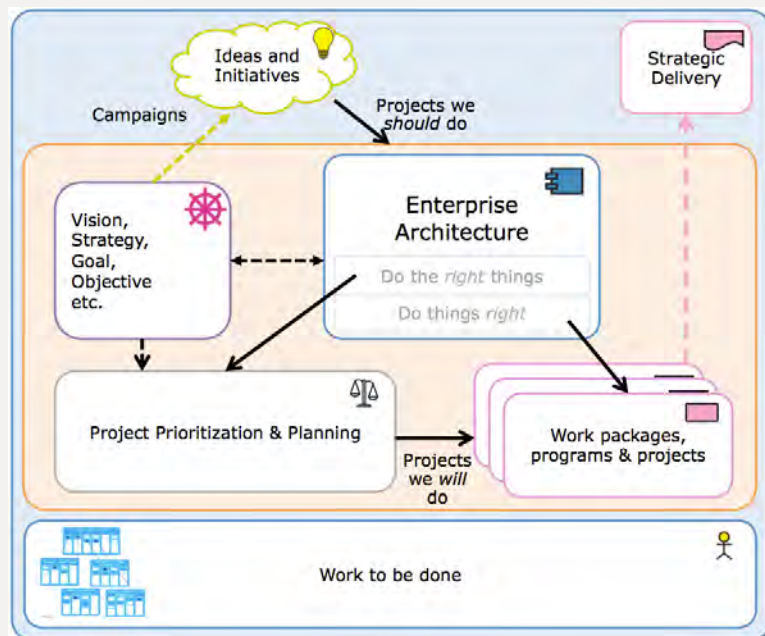 Ideas and
Initiatives
Strategic
Delivery
Campaigns
Projects we
should do
Vision,
Strategy,
Goal,
Objective
etc.
Enterprise
Architecture
Do the right things
Do things right
Project Prioritization & Planning
Projects
we will
do
Work packages,
programs & projects
Work to be done